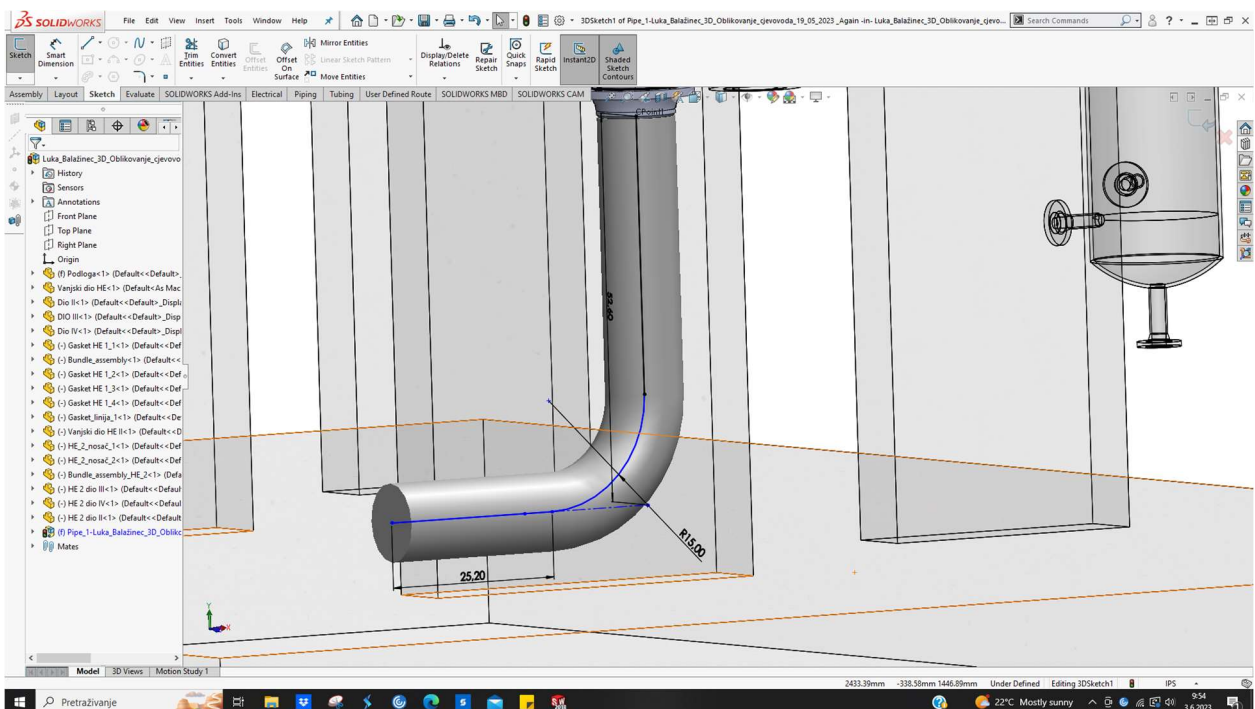 SOLIDWORKS File Edit View Insert Tools Window Help 3DSketch1 of Pipe_1-Luka_Balažinec_3D_Oblikovanje_cjevovoda_19_05_2023 _Again -in- Luka_Balažinec_3D_Oblikovanje_cjevo... Search Commands
Sketch
Smart Dimension
Trim Entities
Convert Entities
Offset Entities
Offset On Surface
Mirror Entities
Linear Sketch Pattern
Move Entities
Display/Delete Relations
Repair Sketch
Quick Snaps
Rapid Sketch
Instant2D
Shaded Sketch Contours
Assembly Layout Sketch Evaluate SOLIDWORKS Add-Ins Electrical Piping Tubing User Defined Route SOLIDWORKS MBD SOLIDWORKS CAM
CPoint1
Luka_Balažinec_3D_Oblikovanje_cjevovo
History
Sensors
Annotations
Front Plane
Top Plane
Right Plane
Origin
(f) Podloga<1> (Default<<Default>_
Vanjski dio HE<1> (Default<As Mac
Dio II<1> (Default<<Default>_Displa
DIO III<1> (Default<<Default>_Disp
Dio IV<1> (Default<<Default>_Displ
(-) Gasket HE 1_1<1> (Default<<Def
(-) Bundle_assembly<1> (Default<<
(-) Gasket HE 1_2<1> (Default<<Def
(-) Gasket HE 1_3<1> (Default<<Def
(-) Gasket HE 1_4<1> (Default<<Def
(-) Gasket_linija_1<1> (Default<<De
(-) Vanjski dio HE II<1> (Default<<D
(-) HE_2_nosač_1<1> (Default<<Def
(-) HE_2_nosač_2<1> (Default<<Def
(-) Bundle_assembly_HE_2<1> (Defa
(-) HE 2 dio III<1> (Default<<Defaul
(-) HE 2 dio IV<1> (Default<<Defaul
(-) HE 2 dio II<1> (Default<<Default
(f) Pipe_1-Luka_Balažinec_3D_Oblikc
Mates
52,60
R15,00
25,20
Y
X
Model 3D Views Motion Study 1
2433.39mm -338.58mm 1446.89mm Under Defined Editing 3DSketch1 IPS
Pretraživanje
22°C Mostly sunny
9:54
3.6.2023.